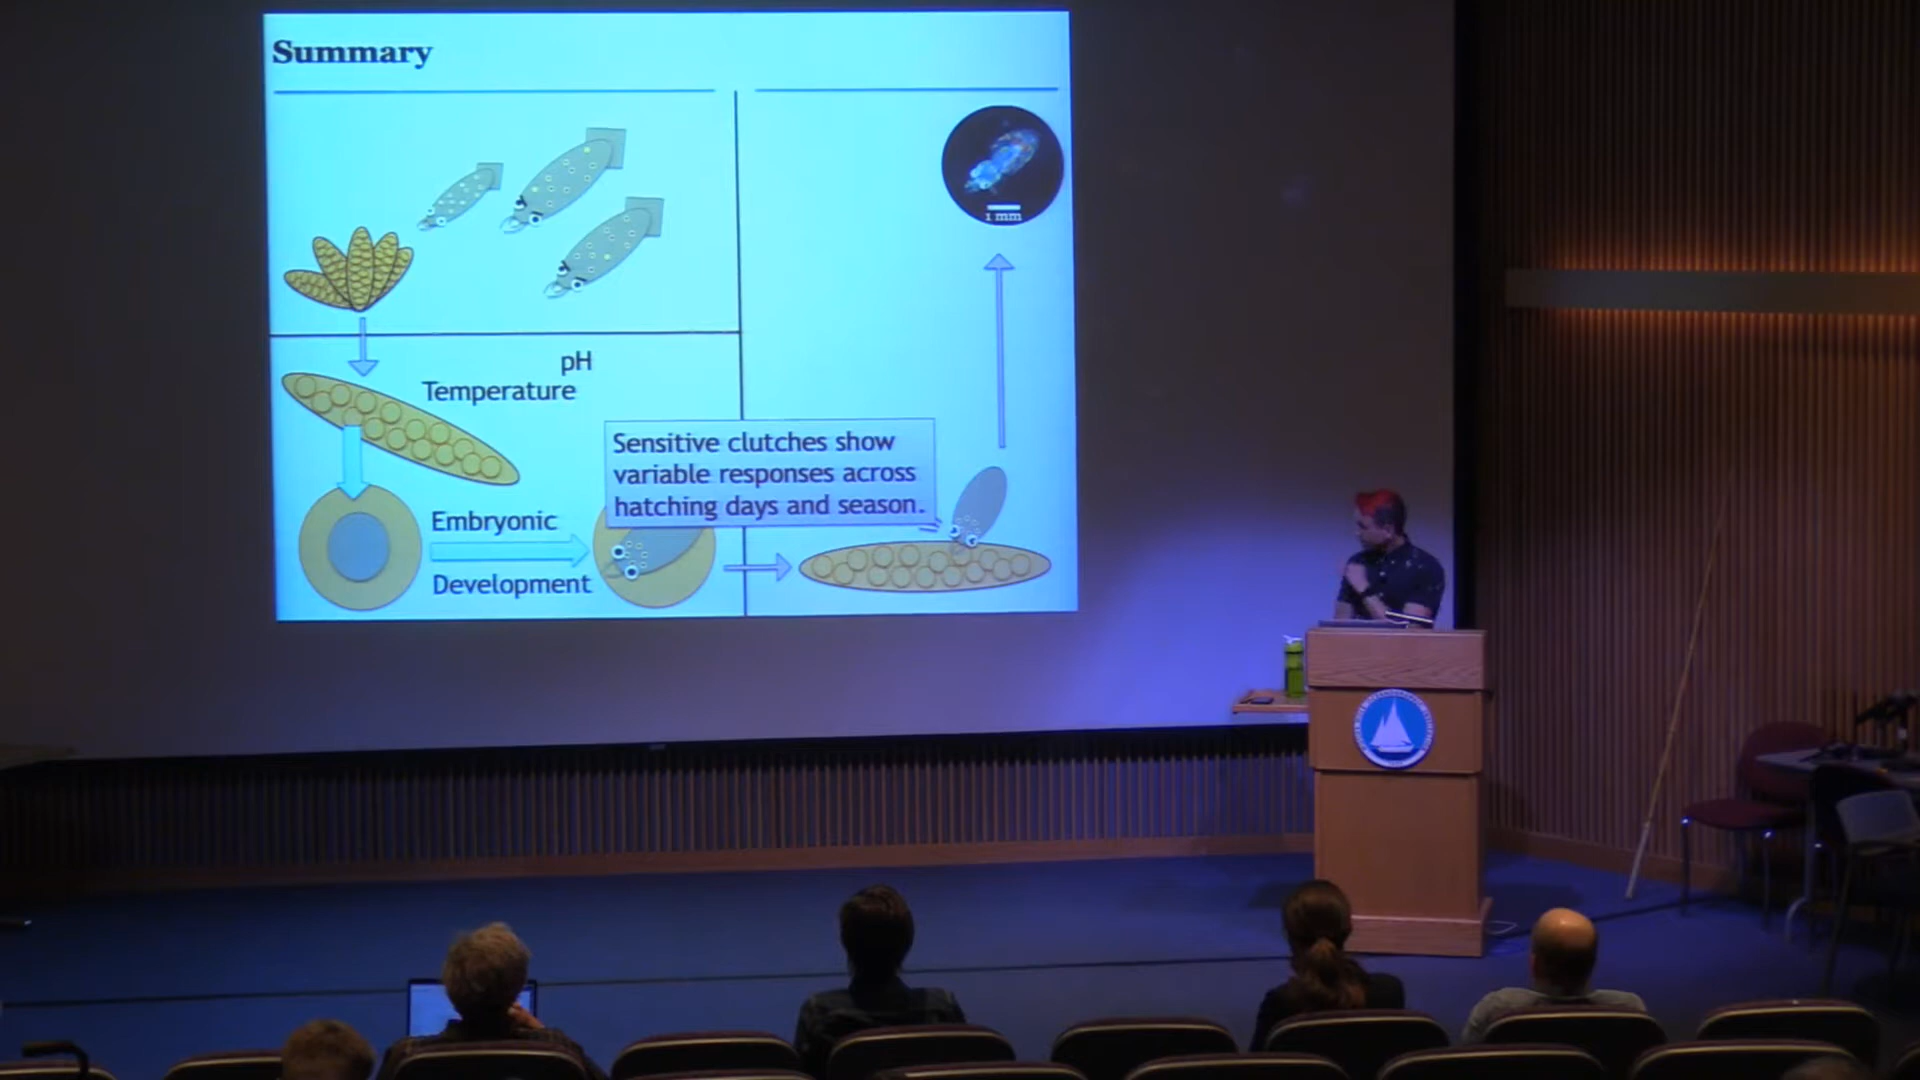 Summary
1 mm
pH
Temperature
Sensitive clutches show
variable responses across
hatching days and season.
Embryonic
Development